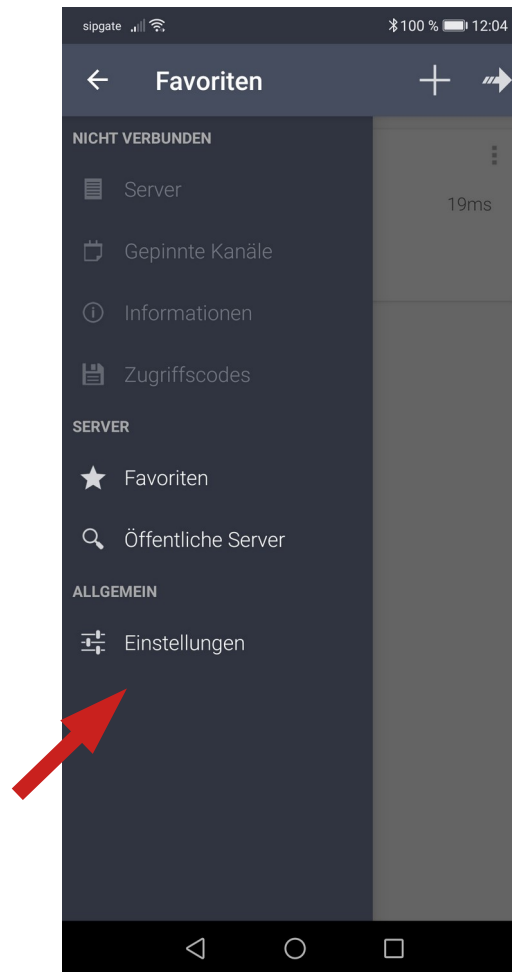 sipgate 100 % 12:04
Favoriten
NICHT VERBUNDEN
Server
19ms
Gepinnte Kanäle
Informationen
Zugriffscodes
SERVER
Favoriten
Öffentliche Server
ALLGEMEIN
Einstellungen